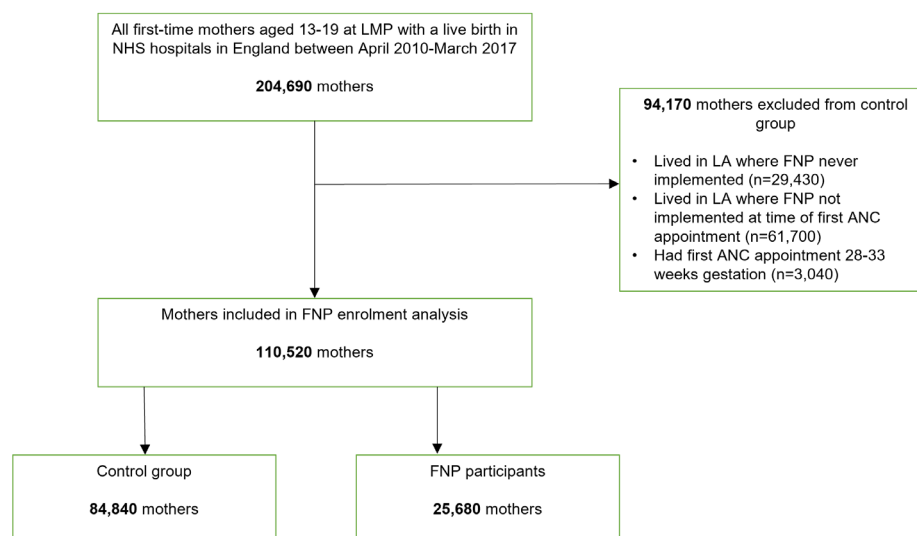 All first-time mothers aged 13-19 at LMP with a live birth in
NHS hospitals in England between April 2010-March 2017
204,690 mothers
94,170 mothers excluded from control
group
• Lived in LA where FNP never
implemented (n=29,430)
• Lived in LA where FNP not
implemented at time of first ANC
appointment (n=61,700)
• Had first ANC appointment 28-33
weeks gestation (n=3,040)
Mothers included in FNP enrolment analysis
110,520 mothers
Control group
84,840 mothers
FNP participants
25,680 mothers